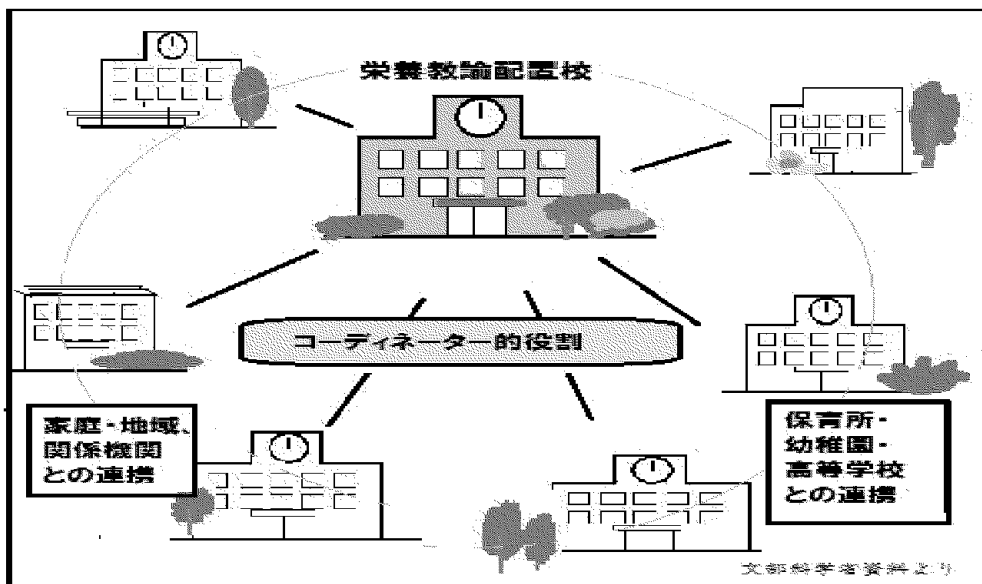 栄養教諭配置校
コーディネーター的役割
家庭・地域、
関係機関
との連携
保育所・
幼稚園・
高等学校
との連携
文部科学省資料より